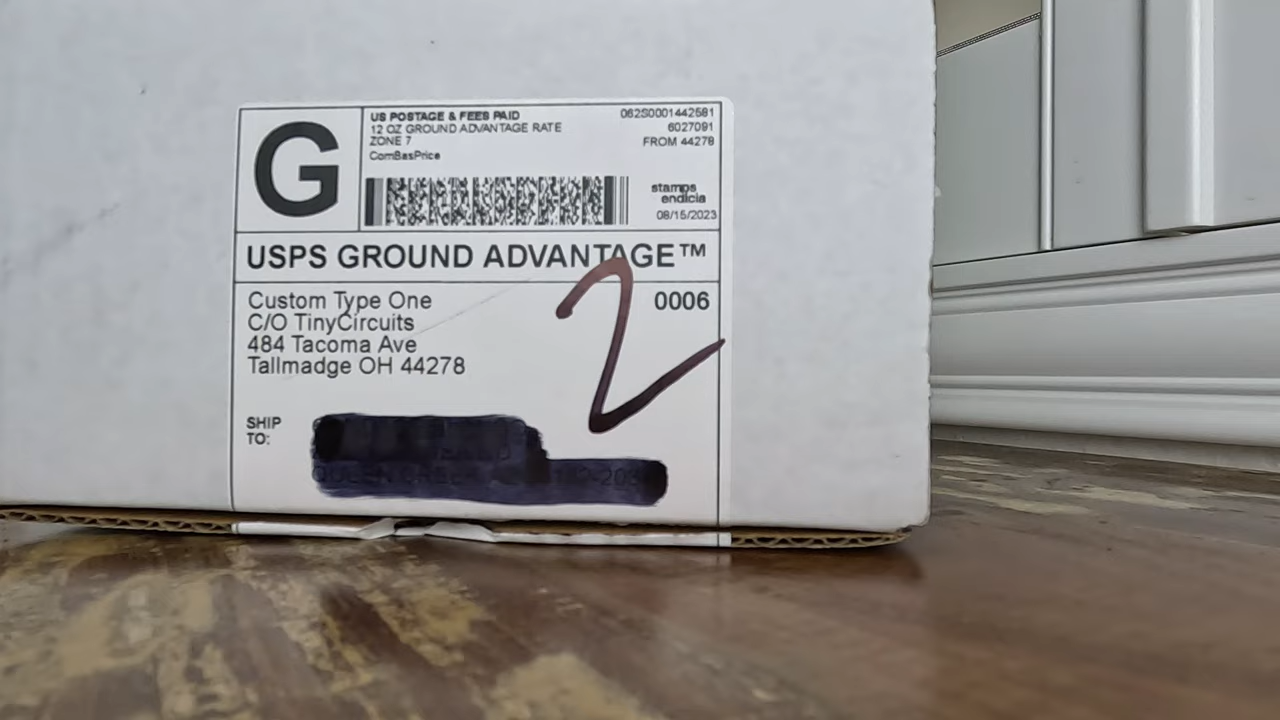 G
US POSTAGE & FEES PAID
12 OZ GROUND ADVANTAGE RATE
ZONE 7
ComBasPrice
062S0001442581
6027091
FROM 44278
stamps
endicia
08/15/2023
USPS GROUND ADVANTAGE™
Custom Type One
C/O TinyCircuits
484 Tacoma Ave
Tallmadge OH 44278
0006
2
SHIP
TO: